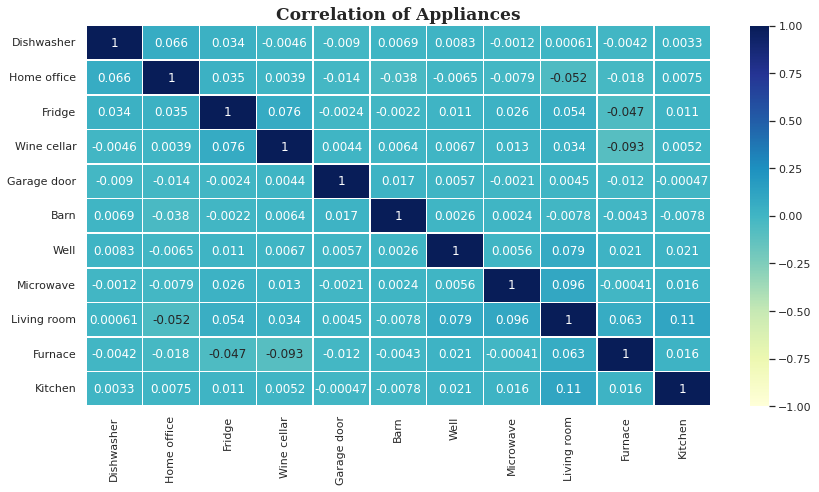 Correlation of Appliances
Dishwasher 1 0.066 0.034 -0.0046 -0.009 0.0069 0.0083 -0.0012 0.00061 -0.0042 0.0033
Home office 0.066 1 0.035 0.0039 -0.014 -0.038 -0.0065 -0.0079 -0.052 -0.018 0.0075
Fridge 0.034 0.035 1 0.076 -0.0024 -0.0022 0.011 0.026 0.054 -0.047 0.011
Wine cellar -0.0046 0.0039 0.076 1 0.0044 0.0064 0.0067 0.013 0.034 -0.093 0.0052
Garage door -0.009 -0.014 -0.0024 0.0044 1 0.017 0.0057 -0.0021 0.0045 -0.012 -0.00047
Barn 0.0069 -0.038 -0.0022 0.0064 0.017 1 0.0026 0.0024 -0.0078 -0.0043 -0.0078
Well 0.0083 -0.0065 0.011 0.0067 0.0057 0.0026 1 0.0056 0.079 0.021 0.021
Microwave -0.0012 -0.0079 0.026 0.013 -0.0021 0.0024 0.0056 1 0.096 -0.00041 0.016
Living room 0.00061 -0.052 0.054 0.034 0.0045 -0.0078 0.079 0.096 1 0.063 0.11
Furnace -0.0042 -0.018 -0.047 -0.093 -0.012 -0.0043 0.021 -0.00041 0.063 1 0.016
Kitchen 0.0033 0.0075 0.011 0.0052 -0.00047 -0.0078 0.021 0.016 0.11 0.016 1
Dishwasher
Home office
Fridge
Wine cellar
Garage door
Barn
Well
Microwave
Living room
Furnace
Kitchen
1.00
0.75
0.50
0.25
0.00
−0.25
−0.50
−0.75
−1.00